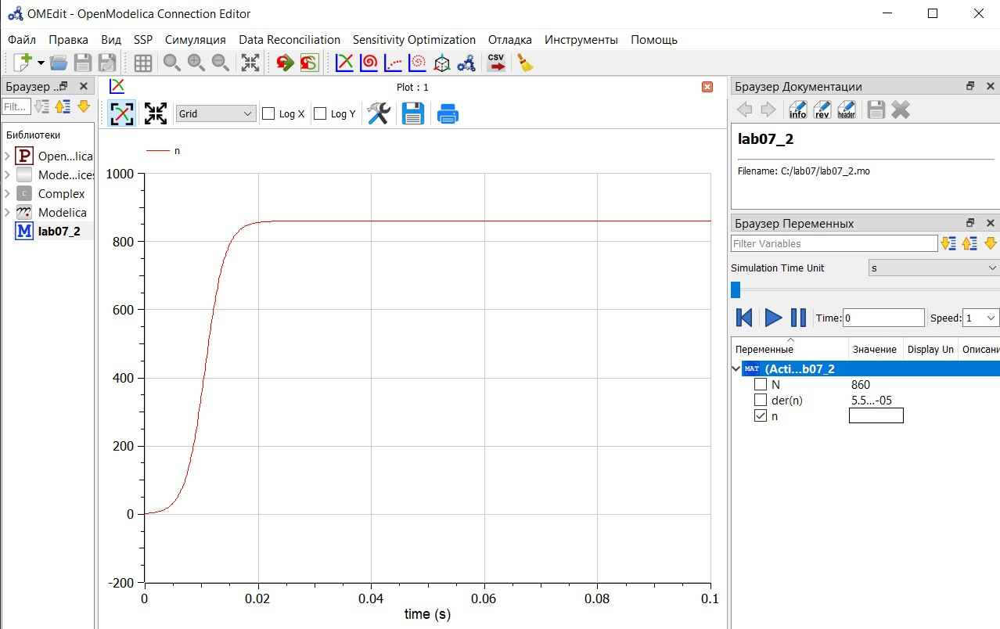 OMEdit - OpenModelica Connection Editor
Файл Правка Вид SSP Симуляция Data Reconciliation Sensitivity Optimization Отладка Инструменты Помощь
CSV
Браузер ..
Filt...
Библиотеки
P Open...lica
Mode...ices
C Complex
Modelica
M lab07_2
Plot : 1
Grid Log X Log Y
n
1000
800
600
400
200
0
-200
0 0.02 0.04 0.06 0.08 0.1
time (s)
Браузер Документации
info rev header
lab07_2
Filename: C:/lab07/lab07_2.mo
Браузер Переменных
Filter Variables
Simulation Time Unit s
Time: 0 Speed: 1
Переменные Значение Display Un Описани
MAT (Acti...b07_2
N 860
der(n) 5.5...-05
n